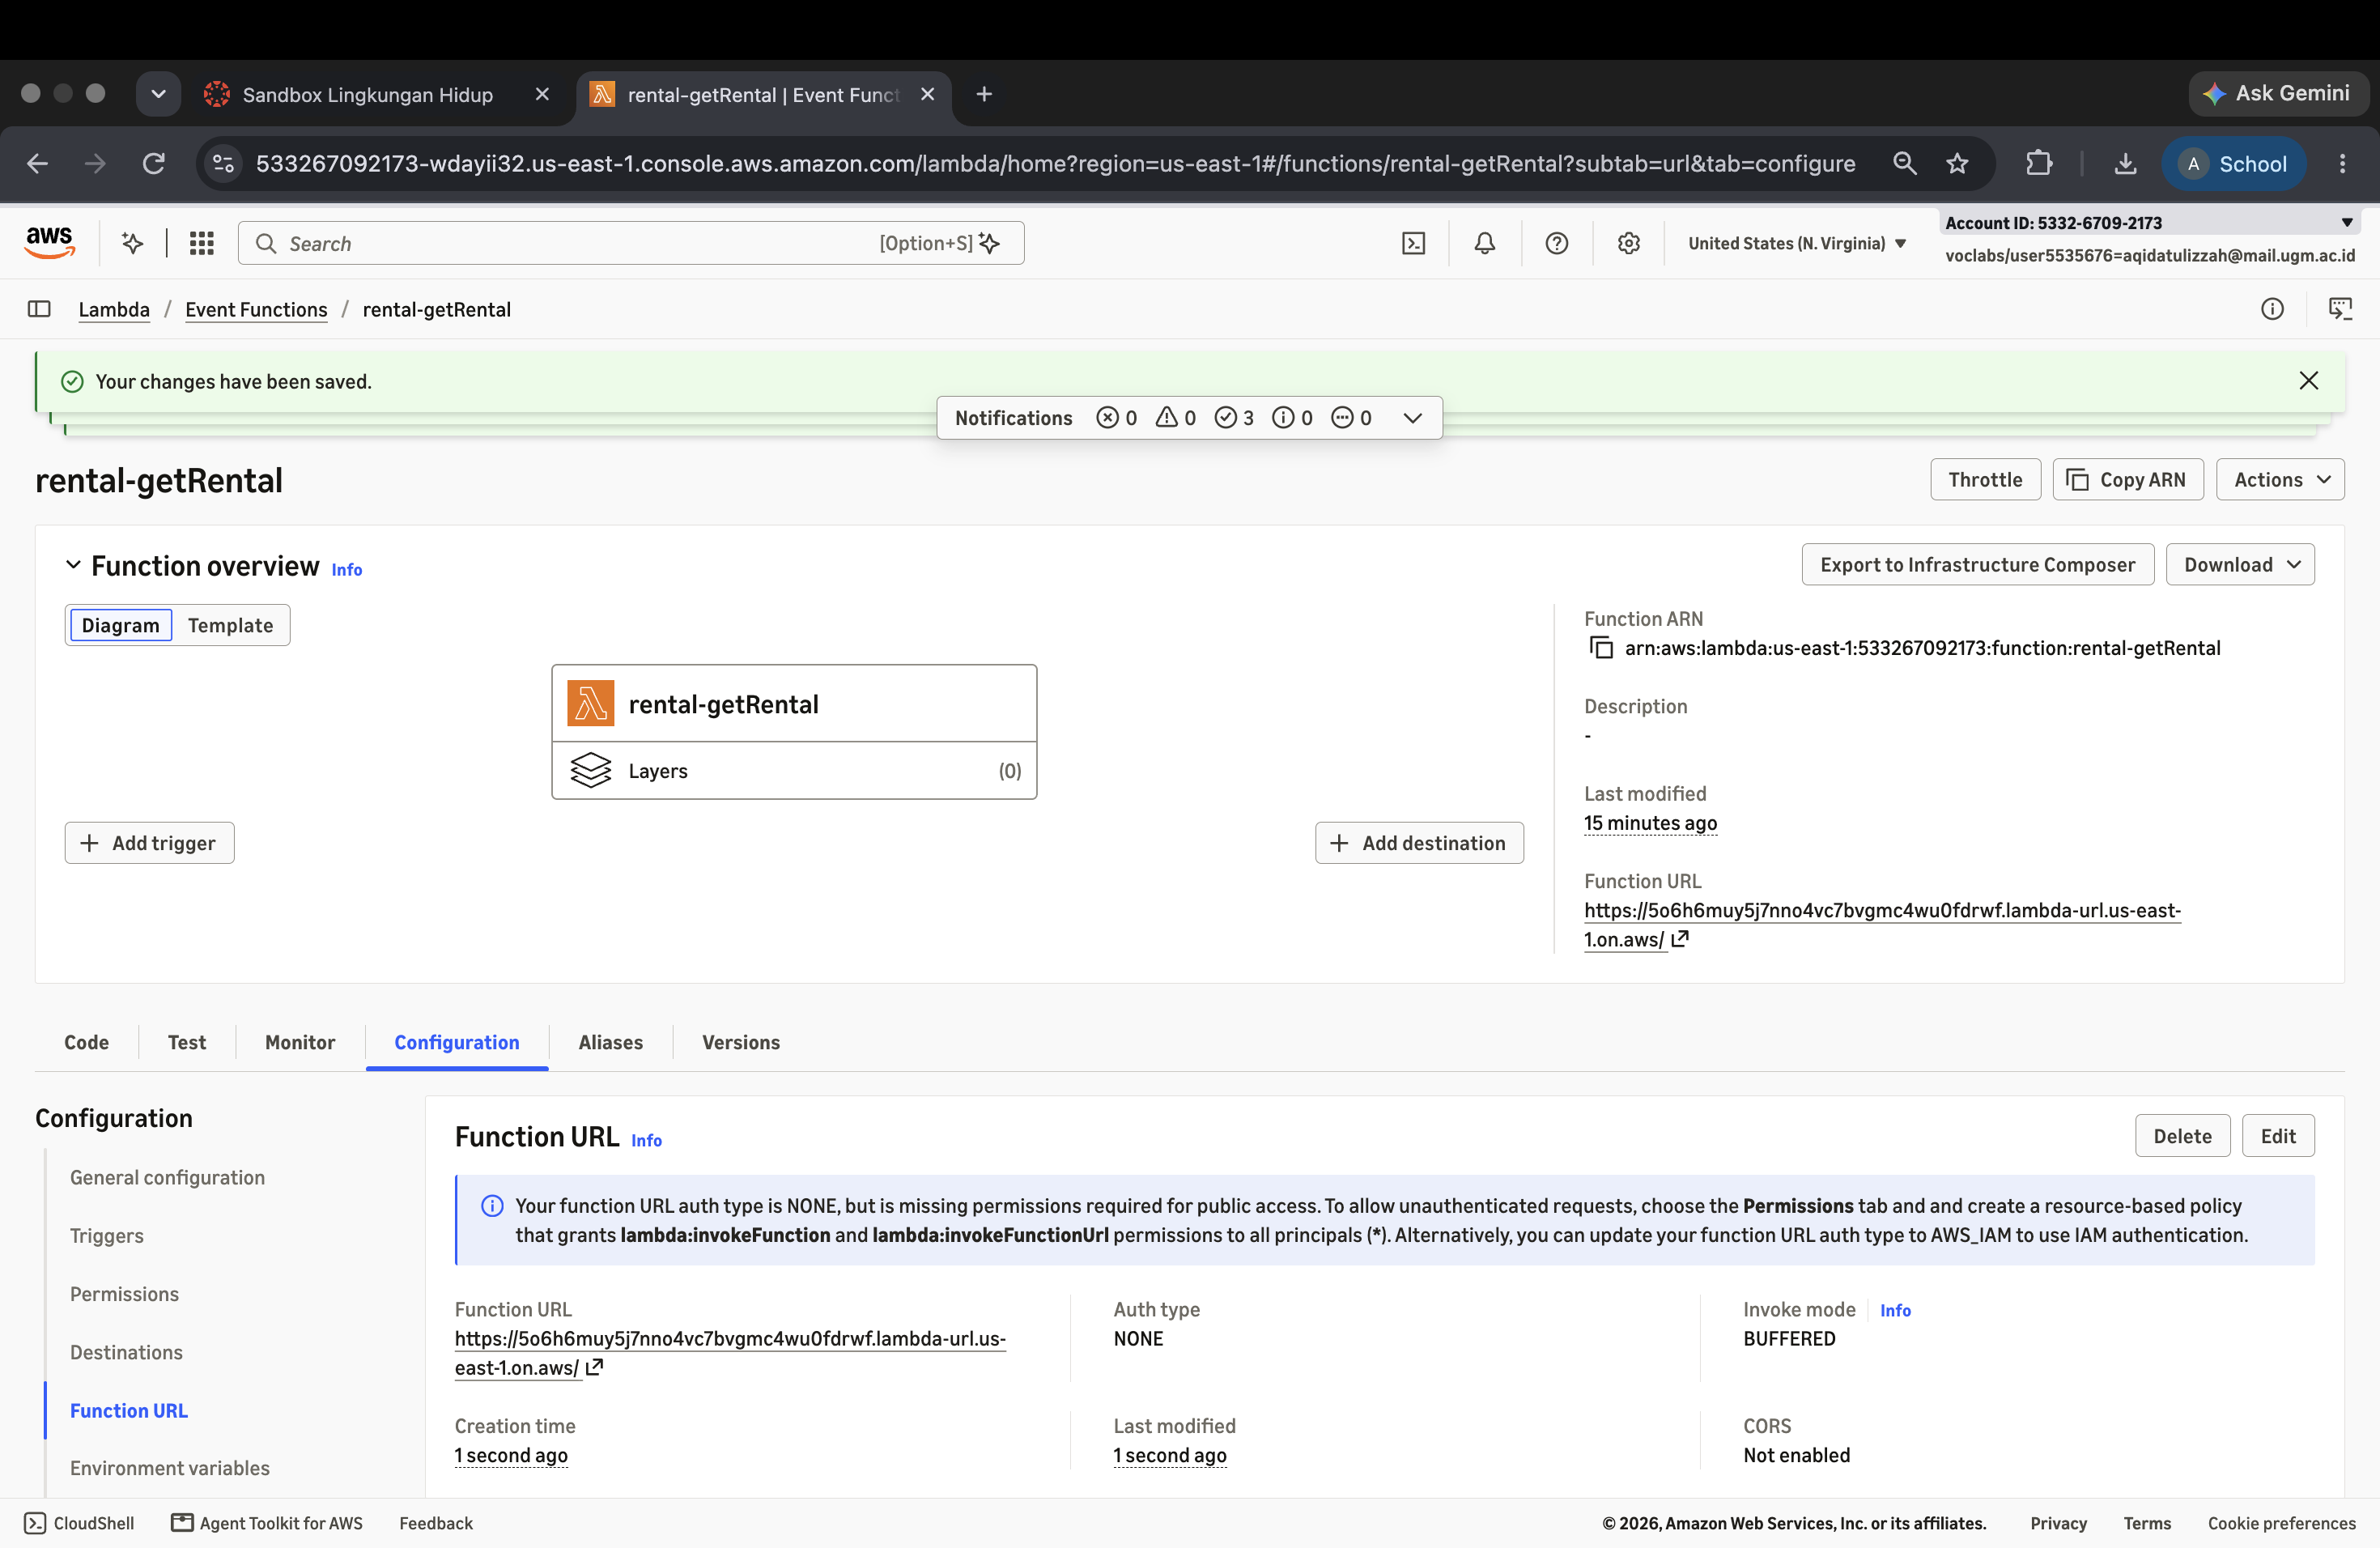 Sandbox Lingkungan Hidup
rental-getRental | Event Funct
Ask Gemini
533267092173-wdayii32.us-east-1.console.aws.amazon.com/lambda/home?region=us-east-1#/functions/rental-getRental?subtab=url&tab=configure
A School
aws
Search [Option+S]
United States (N. Virginia)
Account ID: 5332-6709-2173
voclabs/user5535676=aqidatulizzah@mail.ugm.ac.id
Lambda / Event Functions / rental-getRental
Your changes have been saved.
Notifications 0 0 3 0 0
rental-getRental
Throttle
Copy ARN
Actions
Function overview Info
Export to Infrastructure Composer
Download
Diagram
Template
rental-getRental
Layers (0)
Add trigger
Add destination
Function ARN
arn:aws:lambda:us-east-1:533267092173:function:rental-getRental
Description
-
Last modified
15 minutes ago
Function URL
https://5o6h6muy5j7nno4vc7bvgmc4wu0fdrwf.lambda-url.us-east-
1.on.aws/
Code
Test
Monitor
Configuration
Aliases
Versions
Configuration
General configuration
Triggers
Permissions
Destinations
Function URL
Environment variables
Function URL Info
Delete
Edit
Your function URL auth type is NONE, but is missing permissions required for public access. To allow unauthenticated requests, choose the Permissions tab and and create a resource-based policy
that grants lambda:invokeFunction and lambda:invokeFunctionUrl permissions to all principals (*). Alternatively, you can update your function URL auth type to AWS_IAM to use IAM authentication.
Function URL
https://5o6h6muy5j7nno4vc7bvgmc4wu0fdrwf.lambda-url.us-
east-1.on.aws/
Auth type
NONE
Invoke mode Info
BUFFERED
Creation time
1 second ago
Last modified
1 second ago
CORS
Not enabled
CloudShell
Agent Toolkit for AWS
Feedback
© 2026, Amazon Web Services, Inc. or its affiliates.
Privacy
Terms
Cookie preferences